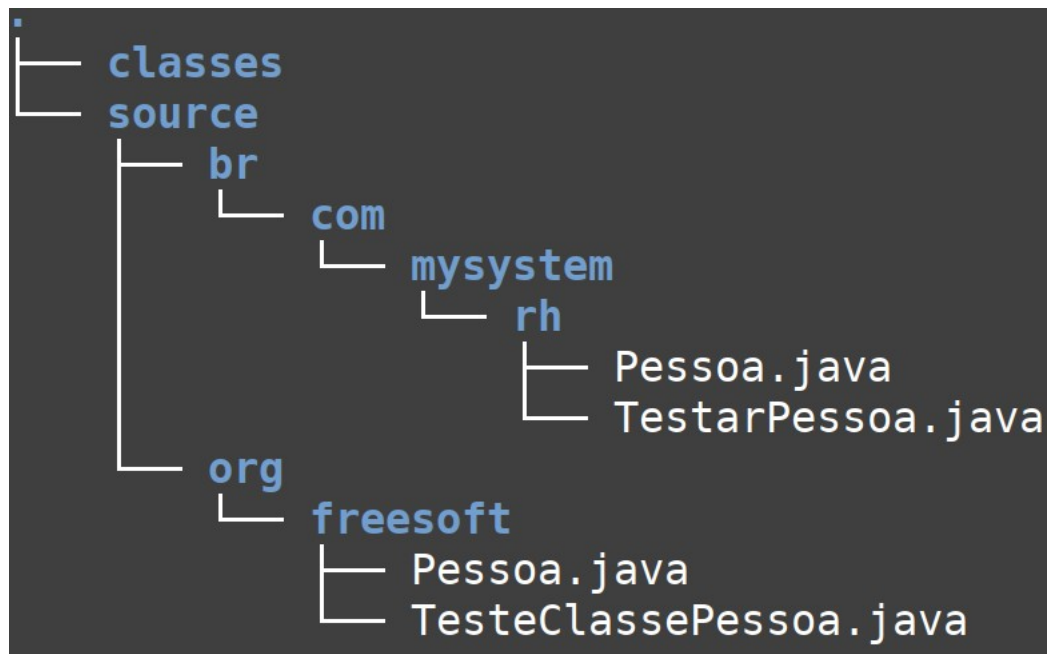 .
classes
source
br
com
mysystem
rh
Pessoa.java
TestarPessoa.java
org
freesoft
Pessoa.java
TesteClassePessoa.java